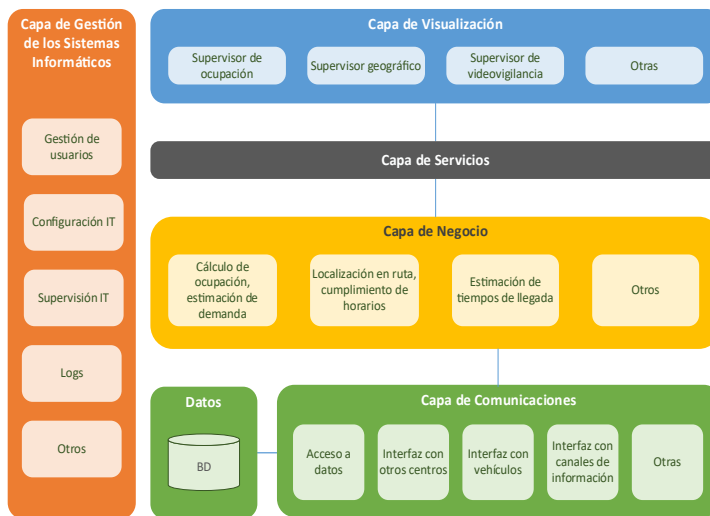 Capa de Gestión
de los Sistemas
Informáticos
Gestión de
usuarios
Configuración IT
Supervisión IT
Logs
Otros
Capa de Visualización
Supervisor de
ocupación
Supervisor geográfico
Supervisor de
videovigilancia
Otras
Capa de Servicios
Capa de Negocio
Cálculo de
ocupación,
estimación de
demanda
Localización en ruta,
cumplimiento de
horarios
Estimación de
tiempos de llegada
Otros
Datos
BD
Capa de Comunicaciones
Acceso a
datos
Interfaz con
otros centros
Interfaz con
vehículos
Interfaz con
canales de
información
Otras